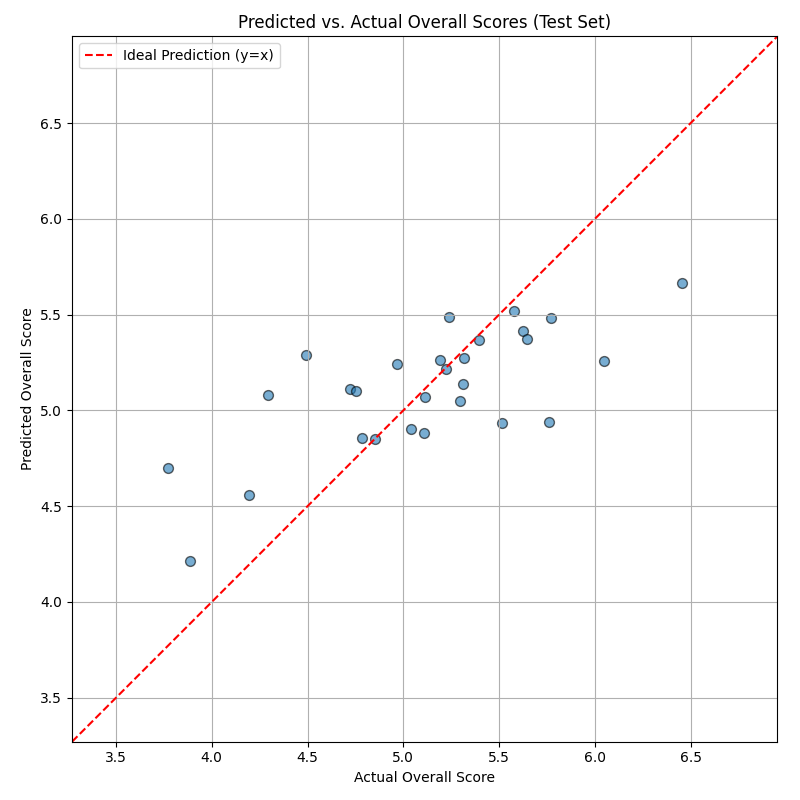 Predicted vs. Actual Overall Scores (Test Set)
Ideal Prediction (y=x)
Predicted Overall Score
6.5
6.0
5.5
5.0
4.5
4.0
3.5
3.5 4.0 4.5 5.0 5.5 6.0 6.5
Actual Overall Score